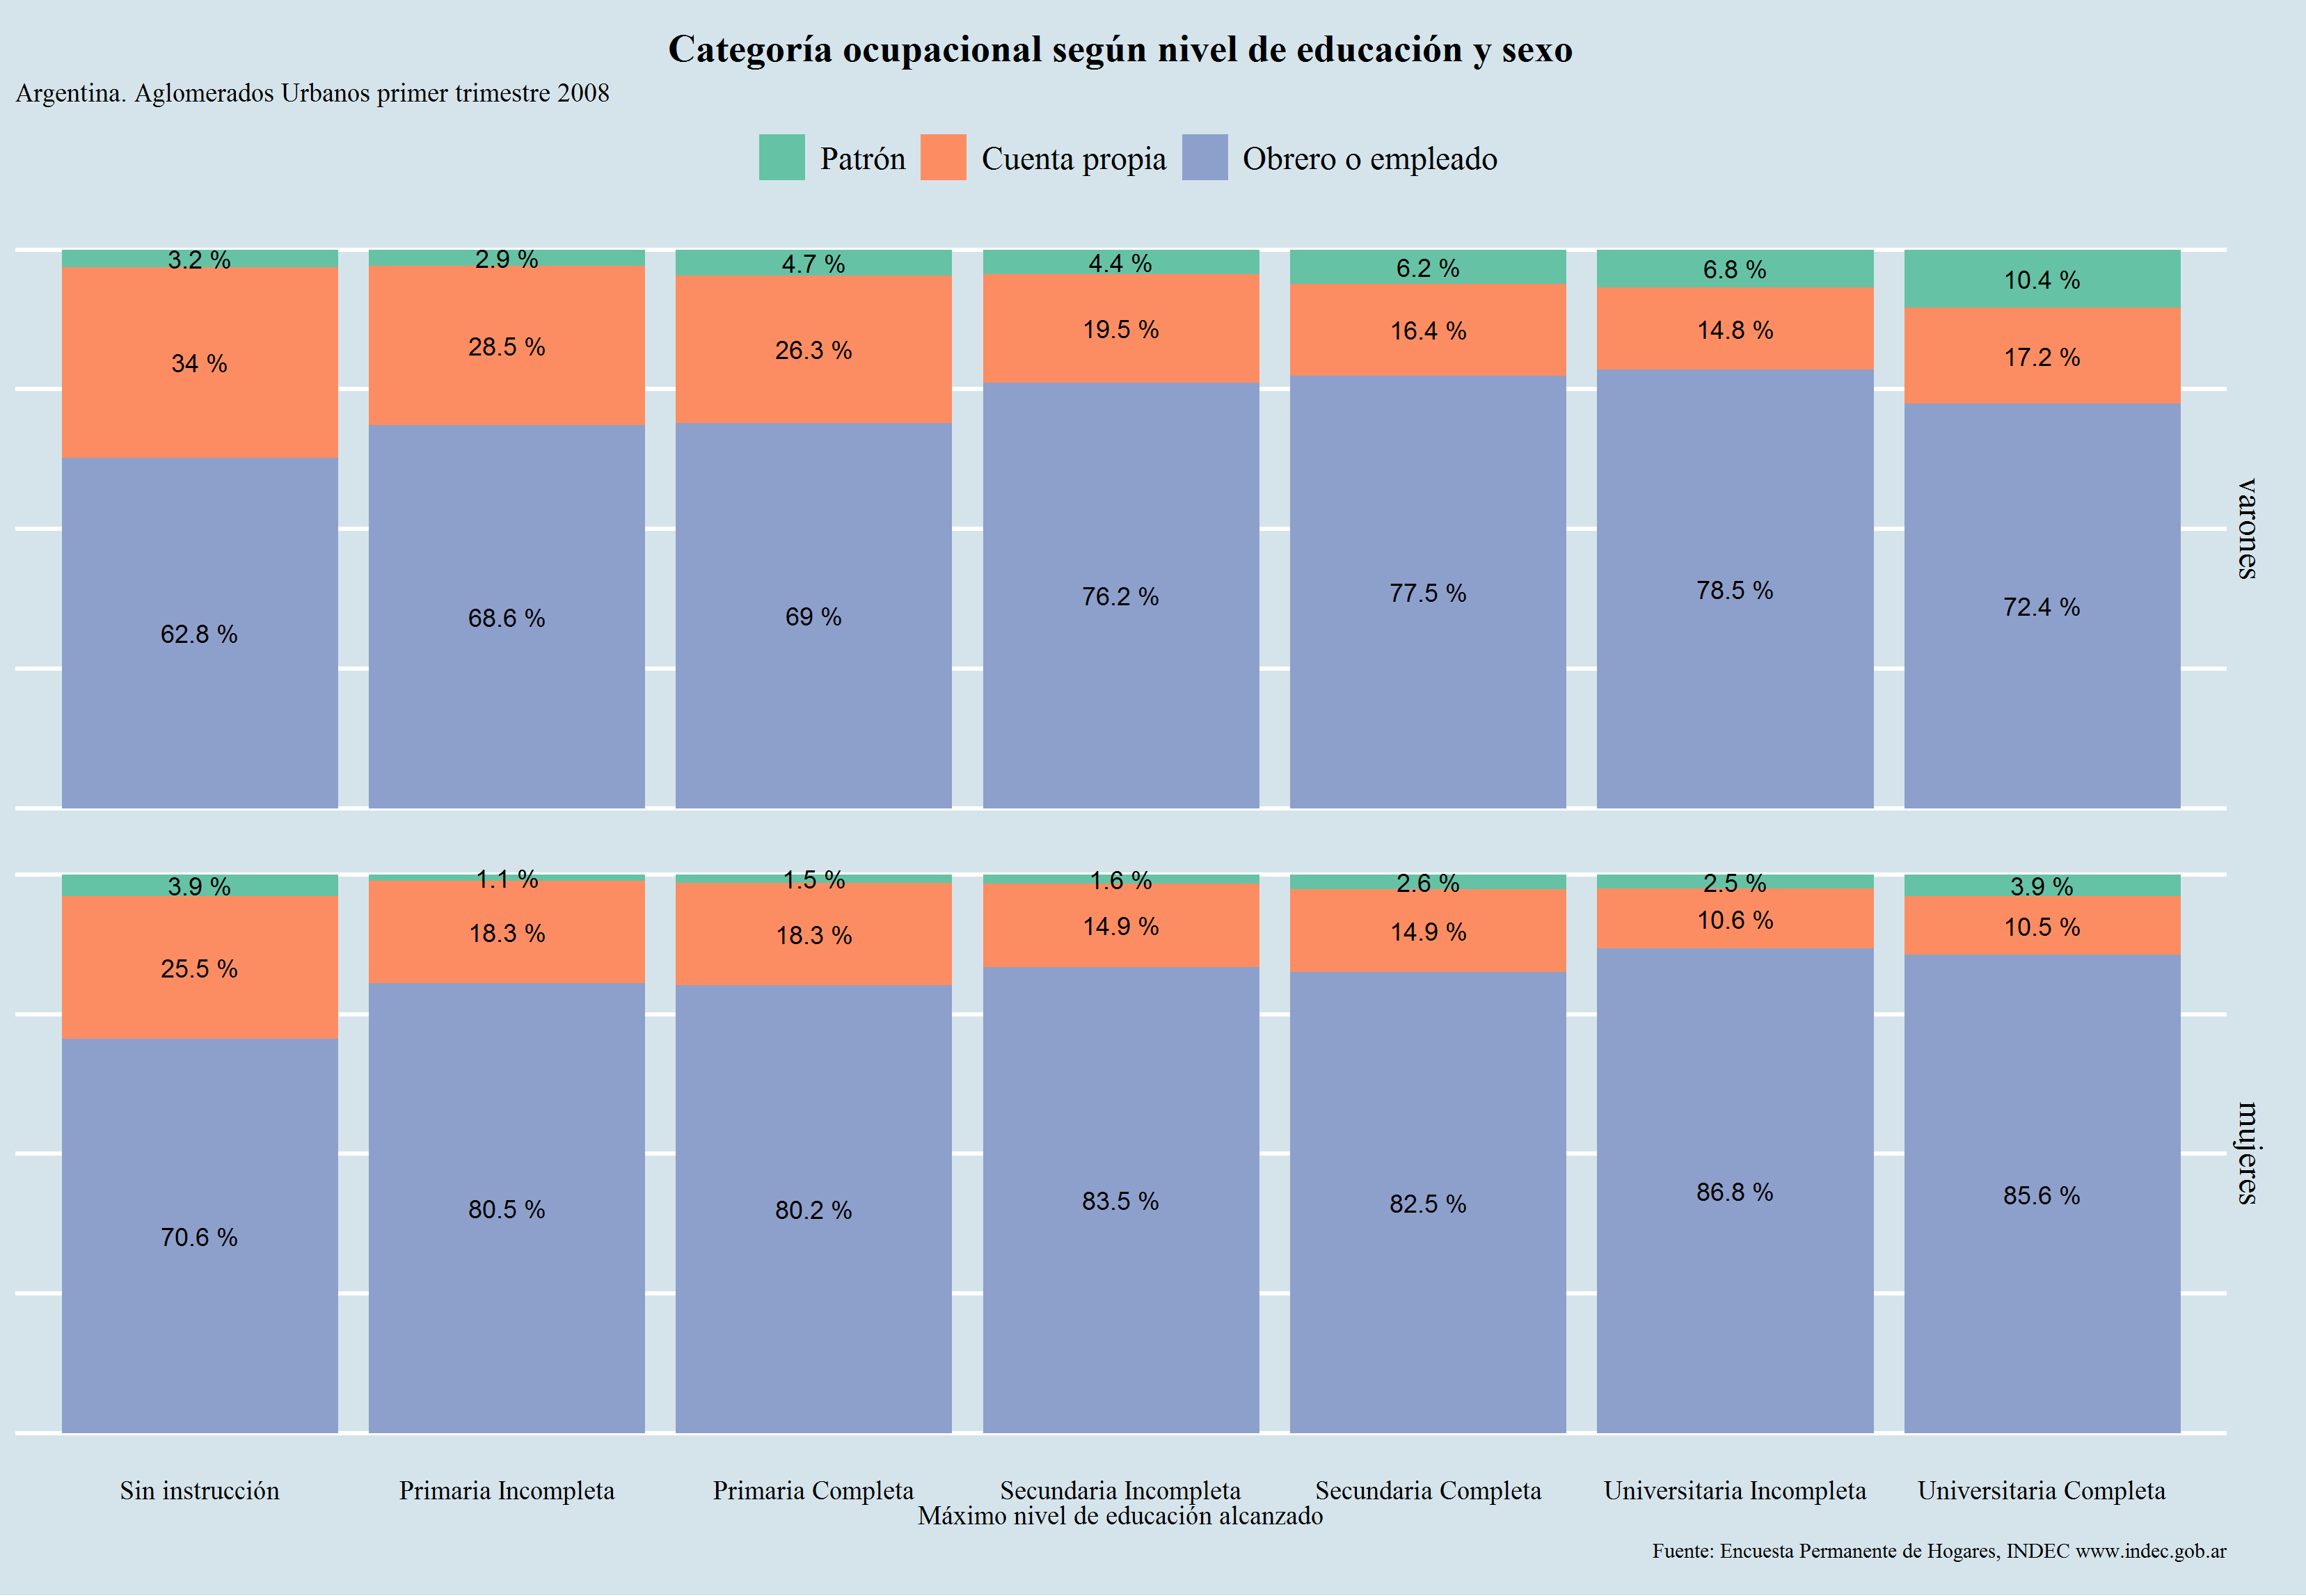 Categoría ocupacional según nivel de educación y sexo
Argentina. Aglomerados Urbanos primer trimestre 2008
Patrón Cuenta propia Obrero o empleado
3.2 % 2.9 % 4.7 % 4.4 % 6.2 % 6.8 % 10.4 %
34 % 28.5 % 26.3 % 19.5 % 16.4 % 14.8 % 17.2 %
62.8 % 68.6 % 69 % 76.2 % 77.5 % 78.5 % 72.4 %
varones
3.9 % 1.1 % 1.5 % 1.6 % 2.6 % 2.5 % 3.9 %
25.5 % 18.3 % 18.3 % 14.9 % 14.9 % 10.6 % 10.5 %
70.6 % 80.5 % 80.2 % 83.5 % 82.5 % 86.8 % 85.6 %
mujeres
Sin instrucción Primaria Incompleta Primaria Completa Secundaria Incompleta Secundaria Completa Universitaria Incompleta Universitaria Completa
Máximo nivel de educación alcanzado
Fuente: Encuesta Permanente de Hogares, INDEC www.indec.gob.ar